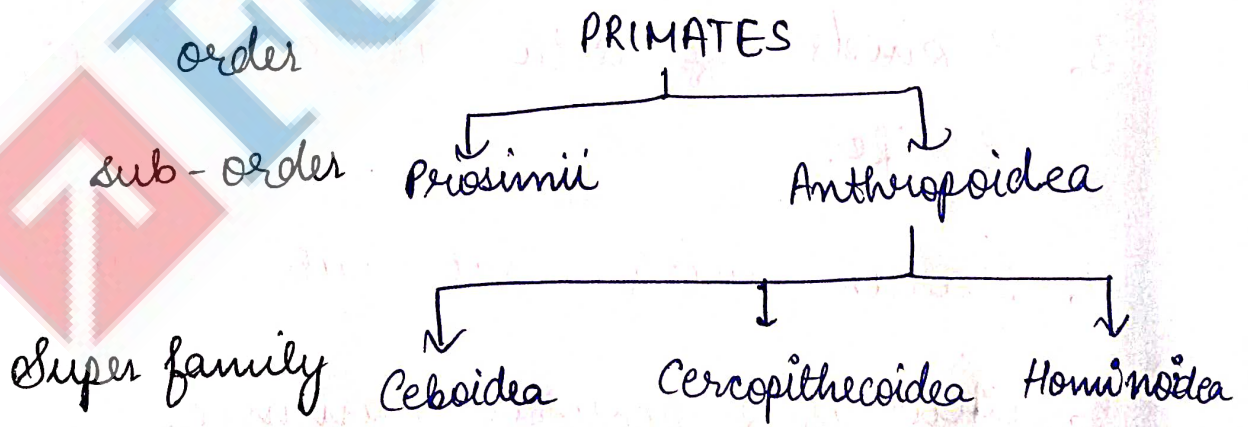 order PRIMATES
sub-order Prosimii Anthropoidea
Super family Ceboidea Cercopithecoidea Hominoidea